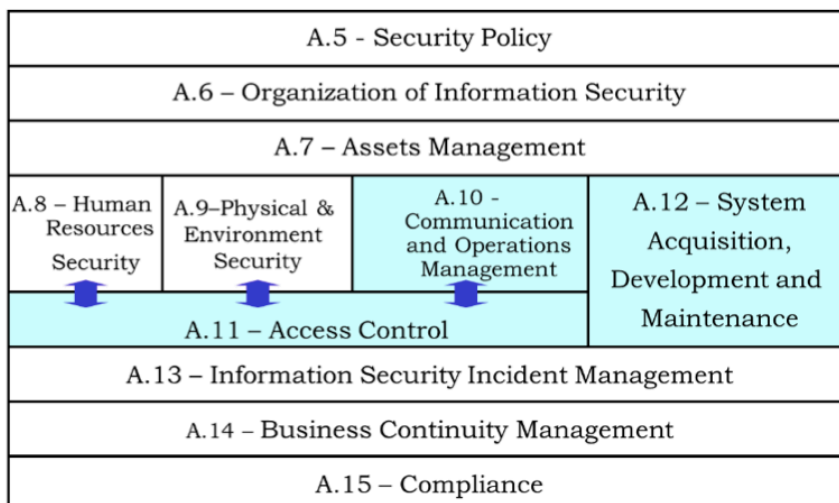 A.5 - Security Policy
A.6 – Organization of Information Security
A.7 – Assets Management
A.8 – Human
Resources
Security
A.9–Physical &
Environment
Security
A.10 -
Communication
and Operations
Management
A.12 – System
Acquisition,
Development and
Maintenance
A.11 – Access Control
A.13 – Information Security Incident Management
A.14 – Business Continuity Management
A.15 – Compliance